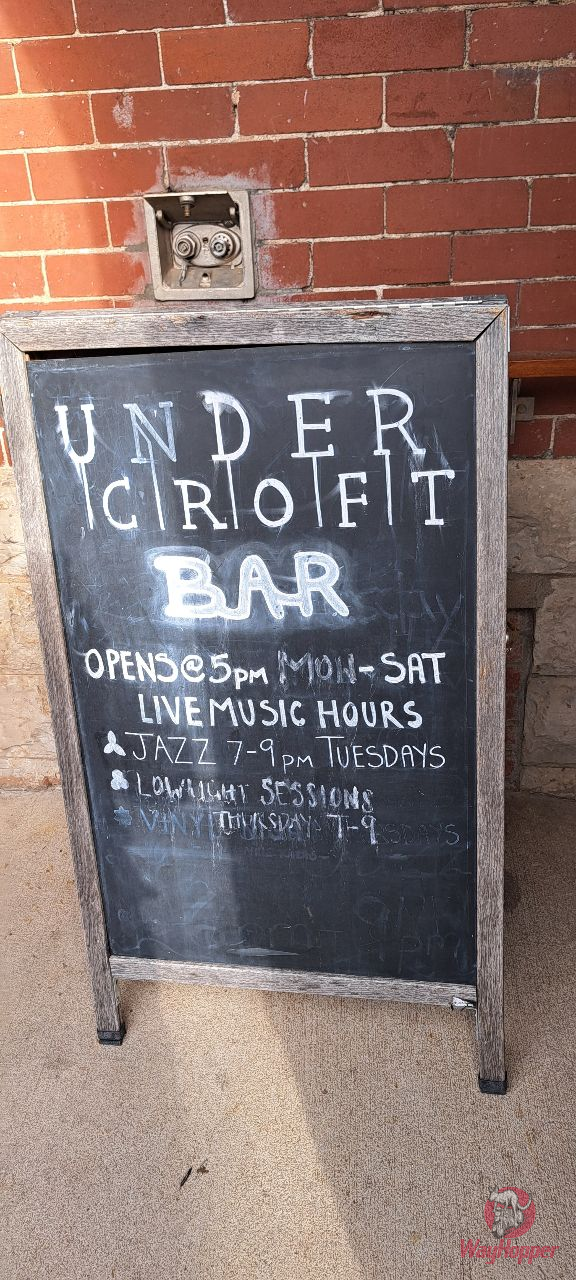 UNDER
CROFT
BAR
OPENS@5PM MON-SAT
LIVE MUSIC HOURS
JAZZ 7-9PM TUESDAYS
LOWLIGHT SESSIONS
THURSDAY 7-9
WayHopper